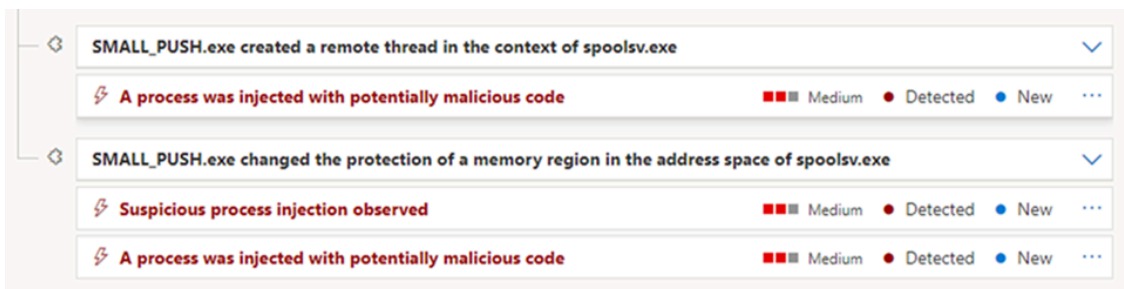 SMALL_PUSH.exe created a remote thread in the context of spoolsv.exe
A process was injected with potentially malicious code Medium Detected New ...
SMALL_PUSH.exe changed the protection of a memory region in the address space of spoolsv.exe
Suspicious process injection observed Medium Detected New ...
A process was injected with potentially malicious code Medium Detected New ...